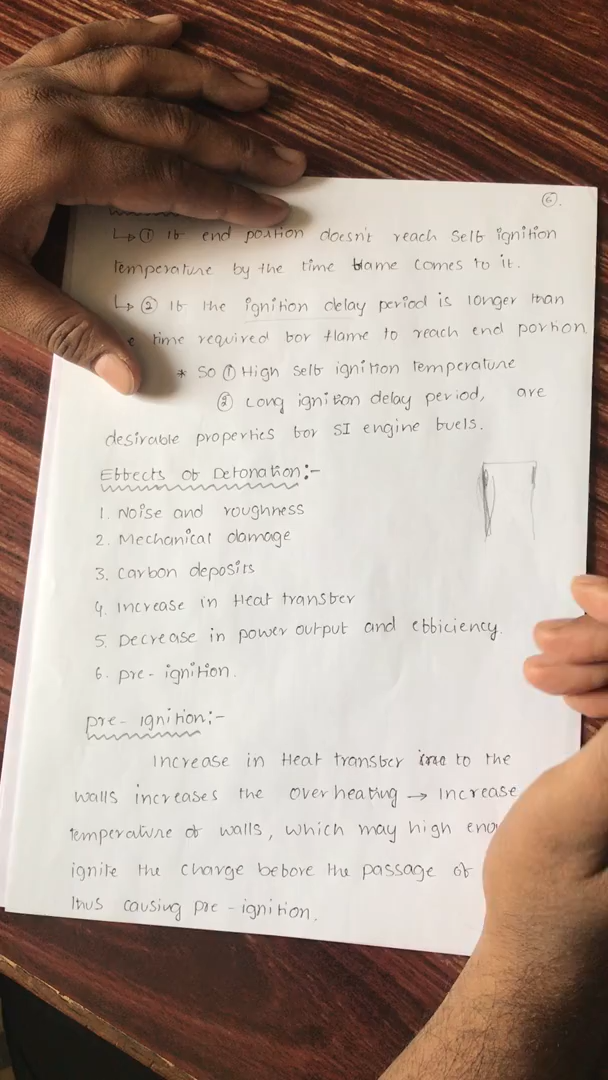 6.
↳ ① If end portion doesn't reach self ignition
temperature by the time flame comes to it.
↳ ② If the ignition delay period is longer than
time required for flame to reach end portion
* So ① High self ignition temperature
② Long ignition delay period, are
desirable properties for SI engine fuels.
Effects of Detonation:-
1. Noise and roughness
2. Mechanical damage
3. Carbon deposits
4. Increase in Heat transfer
5. Decrease in power output and efficiency.
6. pre-ignition.
pre-ignition:-
Increase in Heat transfer to the
walls increases the over heating → Increase
temperature of walls, which may high
ignite the charge before the passage of
thus causing pre-ignition.